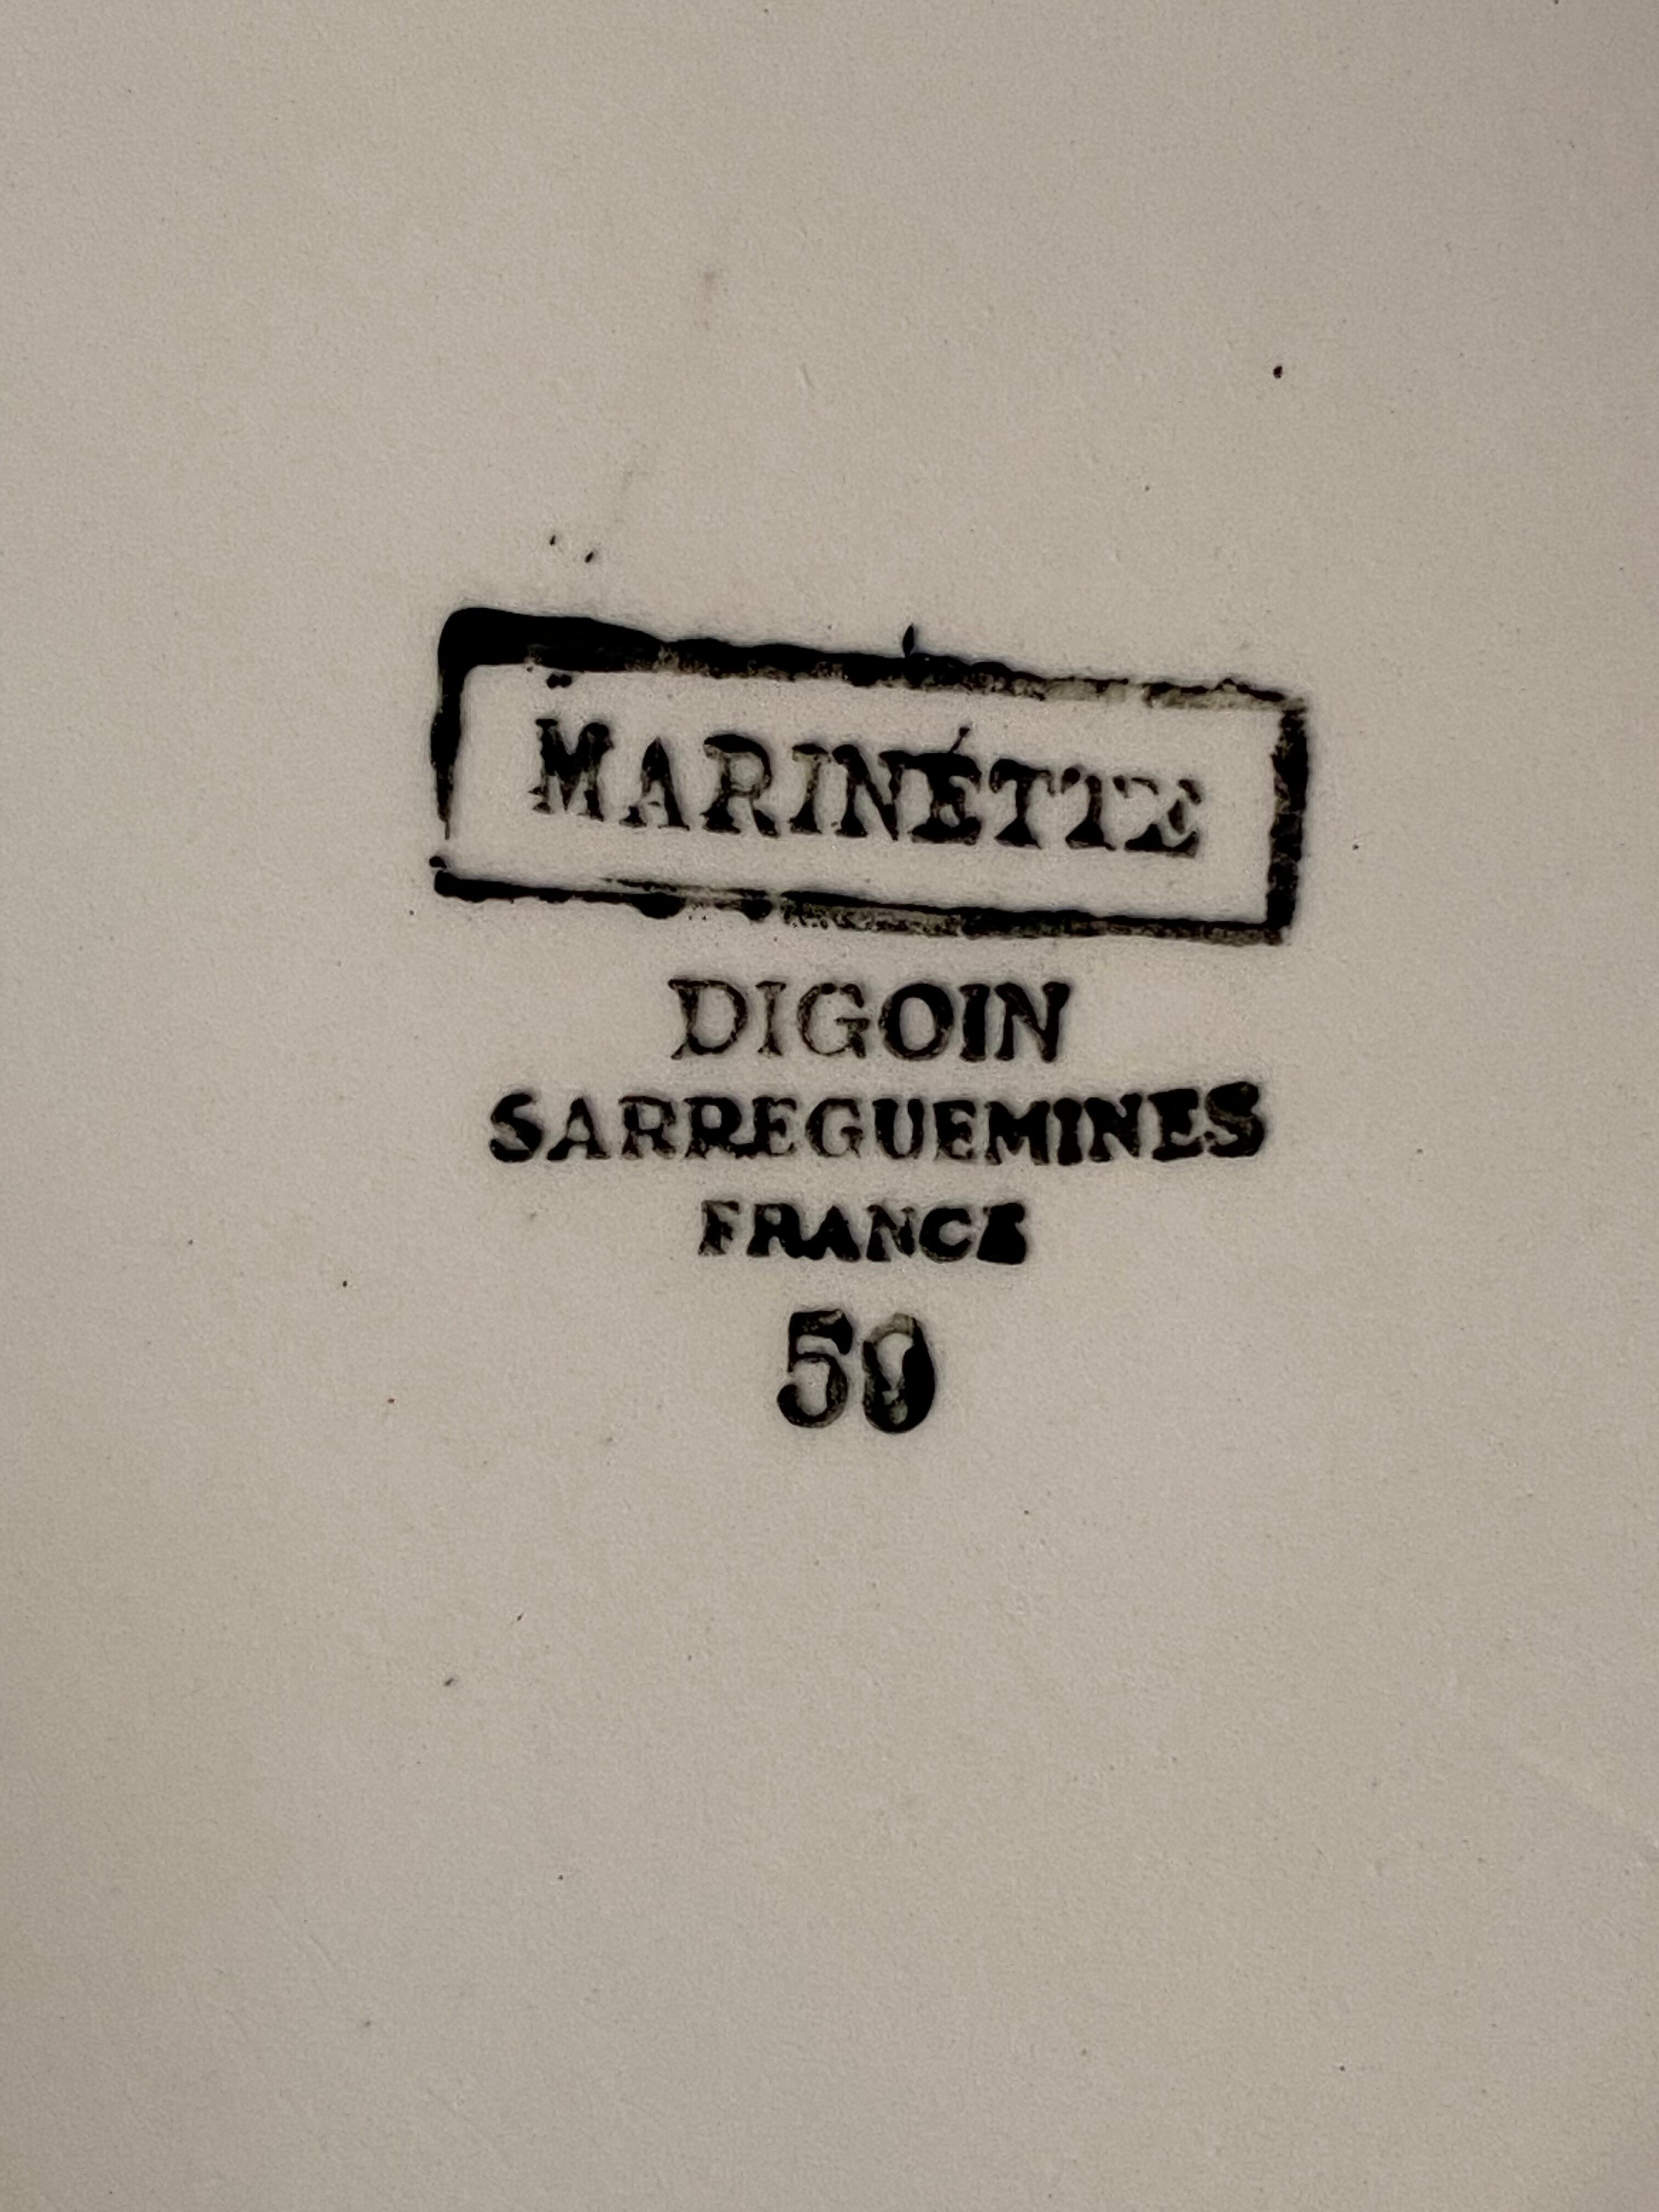 MARINETTE
DIGOIN
SARREGUEMINES
FRANCE
50